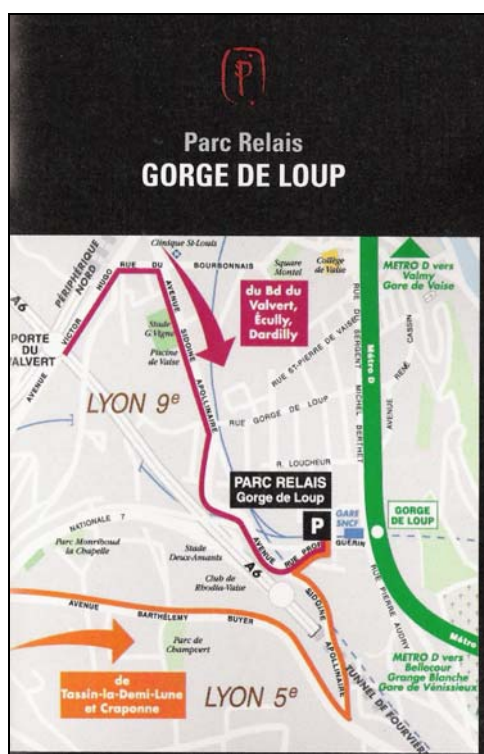 P
Parc Relais
GORGE DE LOUP
PÉRIPHÉRIQUE
NORD
A6
PORTE
DU
VALVERT
AVENUE VICTOR HUGO
RUE DU BOURBONNAIS
Clinique St-Louis
Square
Montel
Collège
de Vaise
METRO D vers
Valmy
Gare de Vaise
du Bd du
Valvert,
Écully,
Dardilly
Stade
G. Vigne
Piscine
de Vaise
AVENUE SIDOINE APOLLINAIRE
RUE ST-PIERRE DE VAISE
RUE DU SERGENT MICHEL BERTHET
Métro D
AVENUE RENÉ CASSIN
LYON 9e
RUE GORGE DE LOUP
R. LOUCHEUR
PARC RELAIS
Gorge de Loup
P
GARE
SNCF
GORGE
DE LOUP
NATIONALE 7
Parc Montriboud
la Chapelle
Stade
Deux-Amants
A6
AVENUE
RUE PROF. GUÉRIN
Club de
Rhodia-Vaise
SIDOINE APOLLINAIRE
RUE PIERRE AUDRY
AVENUE BARTHÉLEMY BUYER
Parc de
Champvert
Métro
de
Tassin-la-Demi-Lune
et Craponne
LYON 5e
TUNNEL DE FOURVIÈRE
METRO D vers
Bellecour
Grange Blanche
Gare de Vénissieux